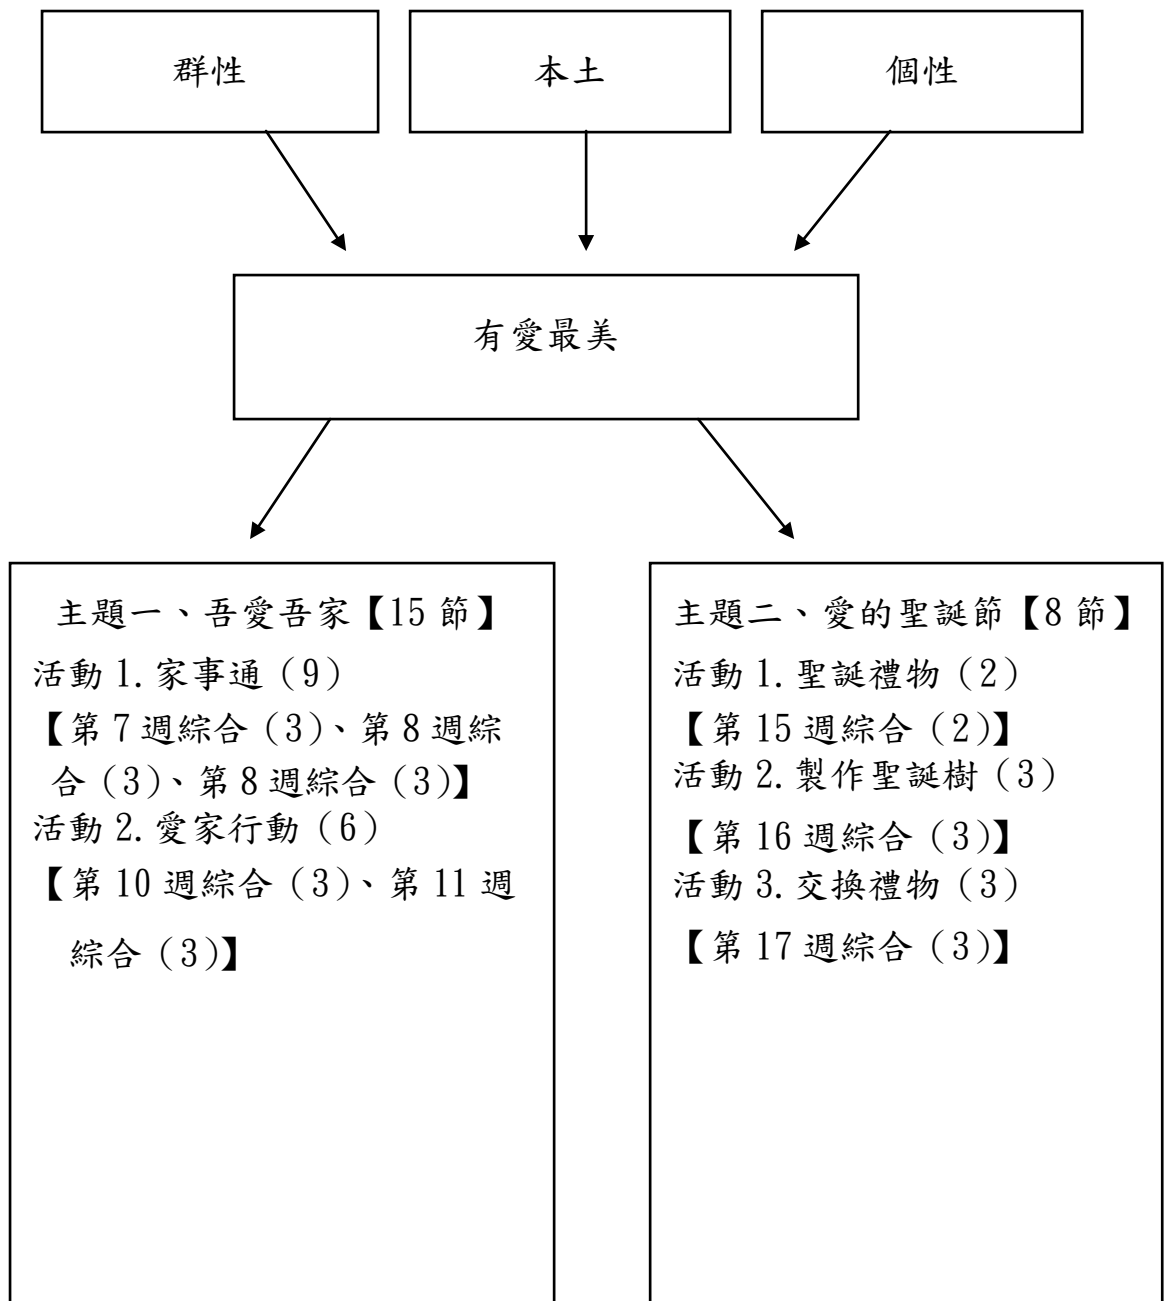 群性
本土
個性
有愛最美
主題一、吾愛吾家【15 節】
活動 1. 家事通（9）
【第 7 週綜合（3）、第 8 週綜
合（3）、第 8 週綜合（3）】
活動 2. 愛家行動（6）
【第 10 週綜合（3）、第 11 週
綜合（3）】
主題二、愛的聖誕節【8 節】
活動 1. 聖誕禮物（2）
【第 15 週綜合（2）】
活動 2. 製作聖誕樹（3）
【第 16 週綜合（3）】
活動 3. 交換禮物（3）
【第 17 週綜合（3）】